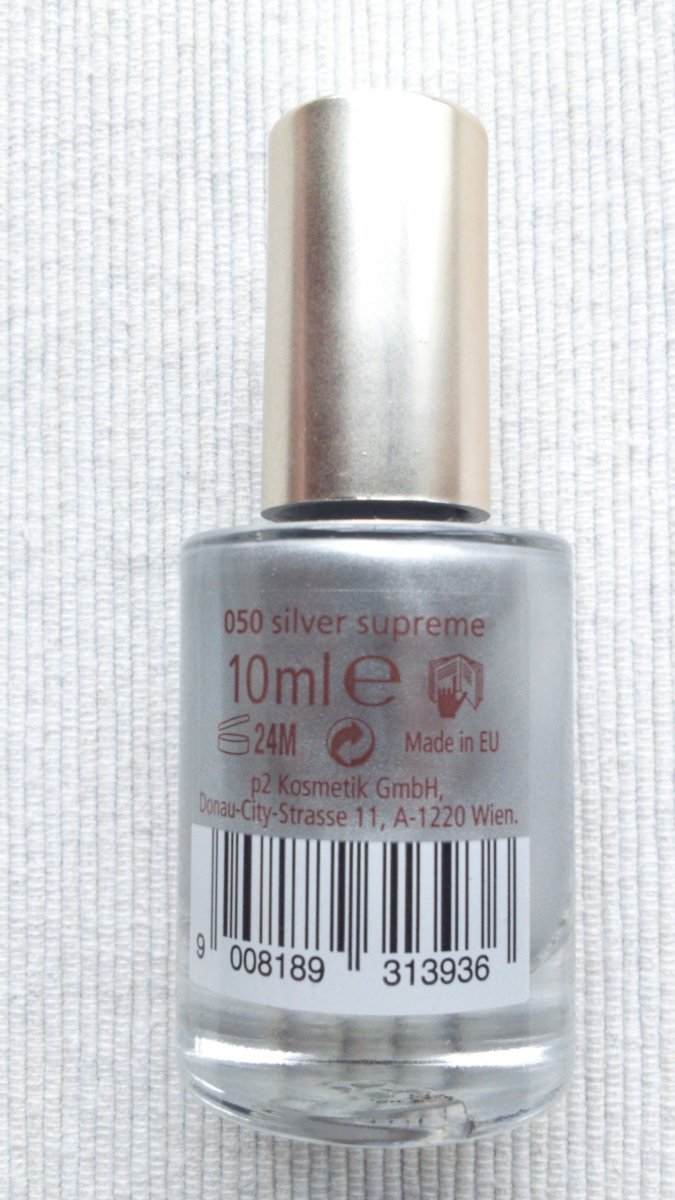 050 silver supreme
10ml e
24M
Made in EU
p2 Kosmetik GmbH,
Donau-City-Strasse 11, A-1220 Wien.
9 008189 313936